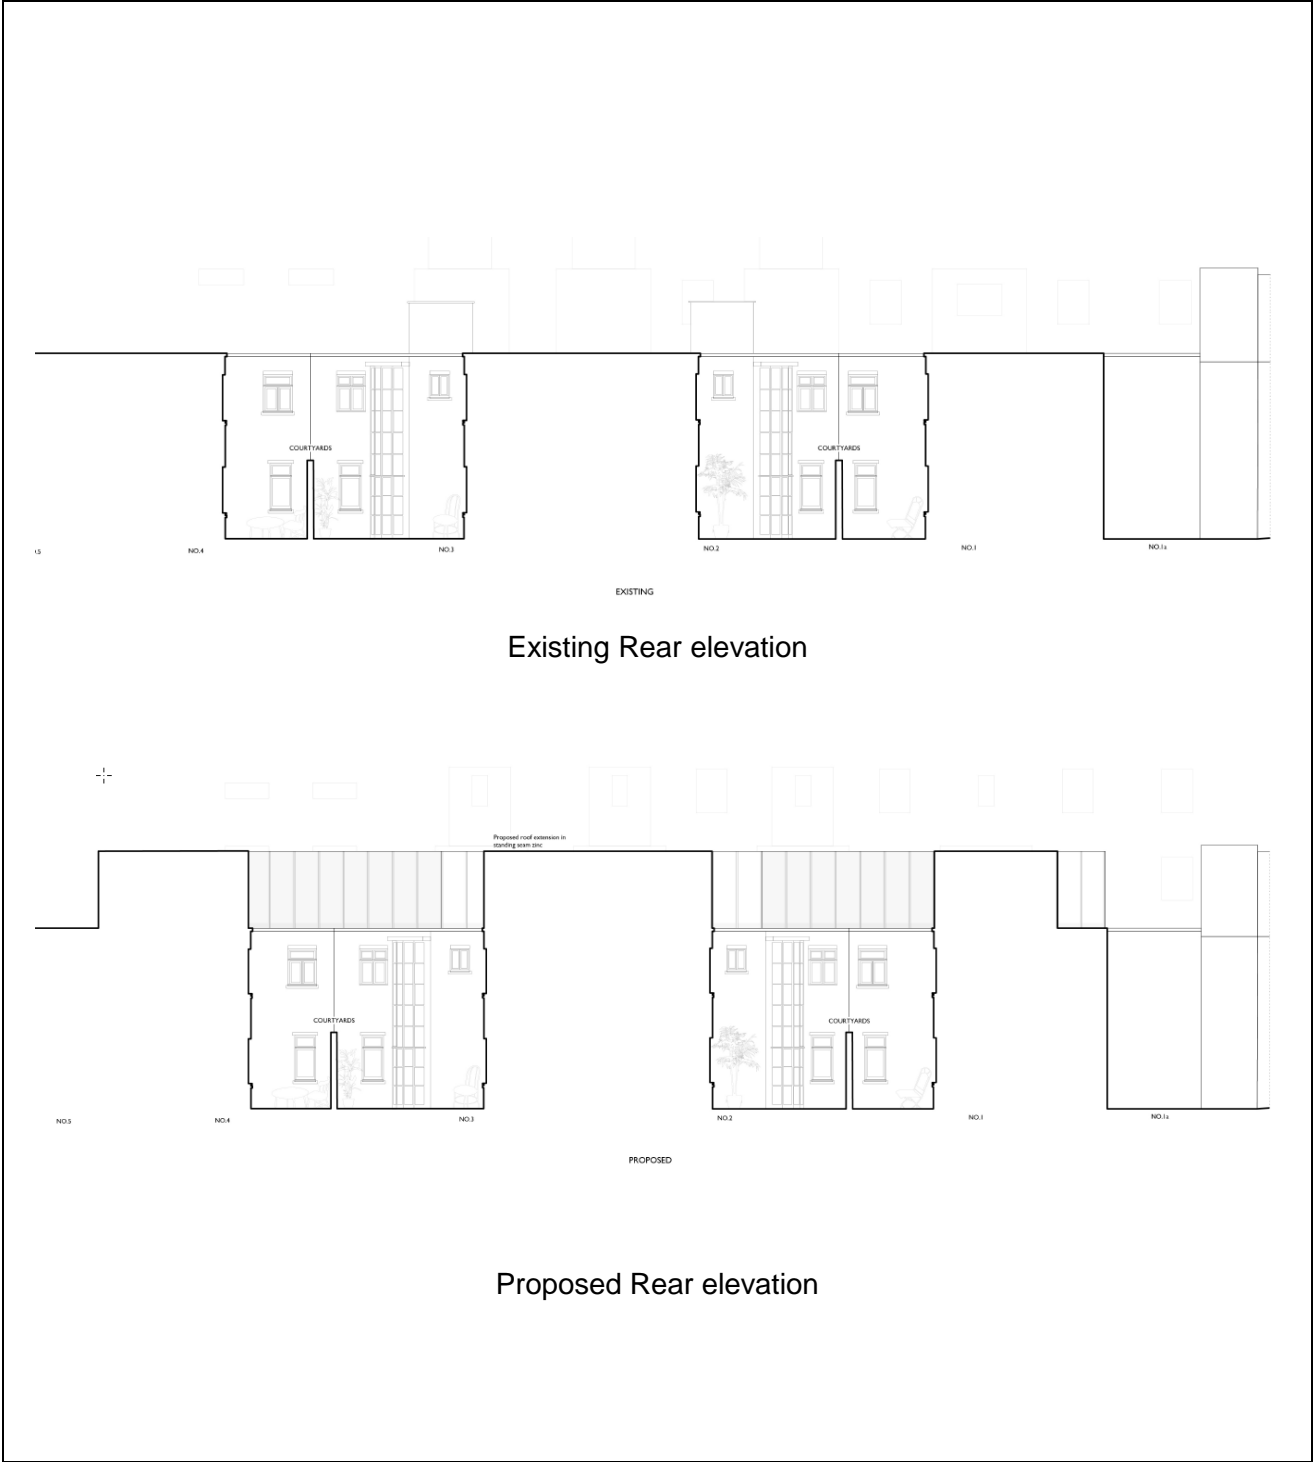 COURTYARDS
COURTYARDS
.5
NO.4
NO.3
NO.2
NO.1
NO.1a
EXISTING
Existing Rear elevation
Proposed roof extension in
standing seam zinc
COURTYARDS
COURTYARDS
NO.5
NO.4
NO.3
NO.2
NO.1
NO.1a
PROPOSED
Proposed Rear elevation